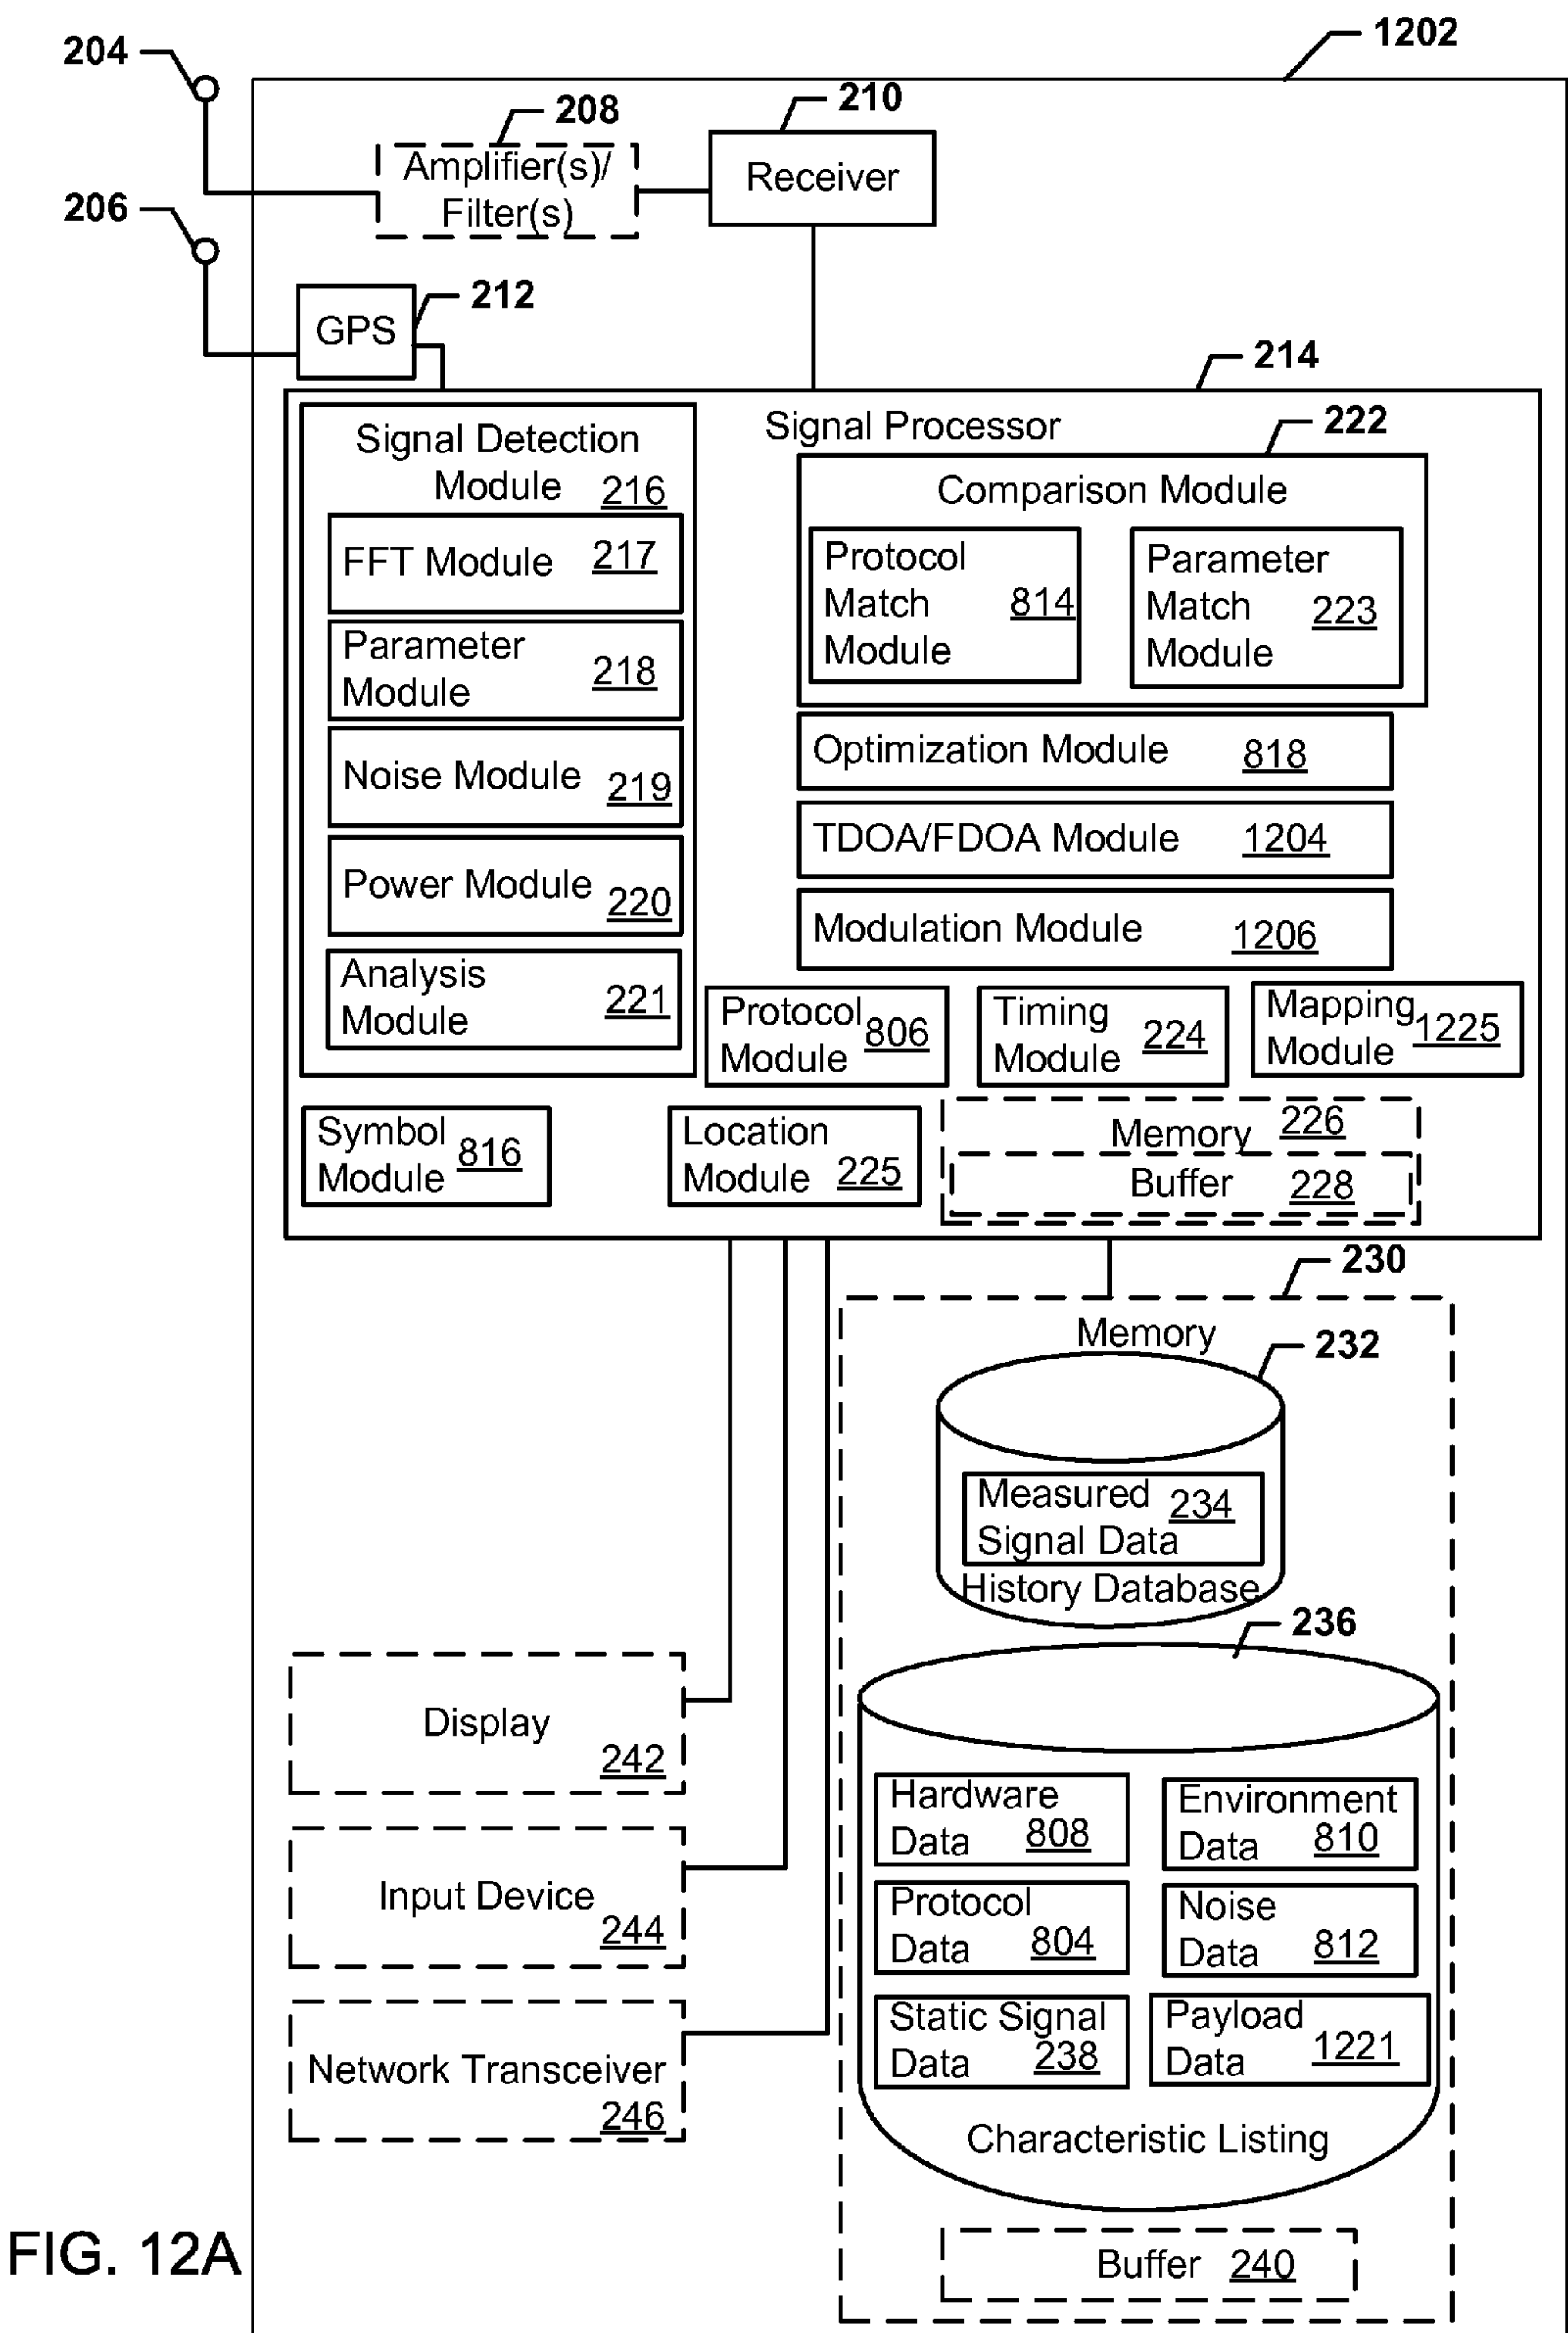 1202
204
208
210
Amplifier(s)/
Filter(s)
Receiver
206
212
GPS
214
Signal Processor
222
Signal Detection
Module 216
FFT Module 217
Parameter
Module 218
Noise Module 219
Power Module 220
Analysis
Module 221
Comparison Module
Protocol
Match 814
Module
Parameter
Match 223
Module
Optimization Module 818
TDOA/FDOA Module 1204
Modulation Module 1206
Protocol
Module 806
Timing
Module 224
Mapping
Module 1225
Symbol
Module 816
Location
Module 225
Memory 226
Buffer 228
230
Memory
232
Measured 234
Signal Data
History Database
236
Display
242
Input Device
244
Network Transceiver
246
Hardware
Data 808
Environment
Data 810
Protocol
Data 804
Noise
Data 812
Static Signal
Data 238
Payload
Data 1221
Characteristic Listing
Buffer 240
FIG. 12A